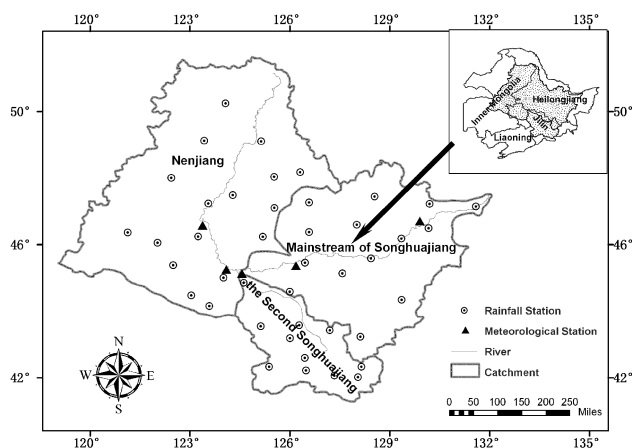 120° 123° 126° 129° 132° 135°
50°
46°
42°
50°
46°
42°
Nenjiang
Mainstream of Songhuajiang
the Second Songhuajiang
Inner Mongolia
Heilongjiang
Jilin
Liaoning
N
W E
S
Rainfall Station
Meteorological Station
River
Catchment
0 50 100 150 200 250
Miles
120° 123° 126° 129° 132° 135°